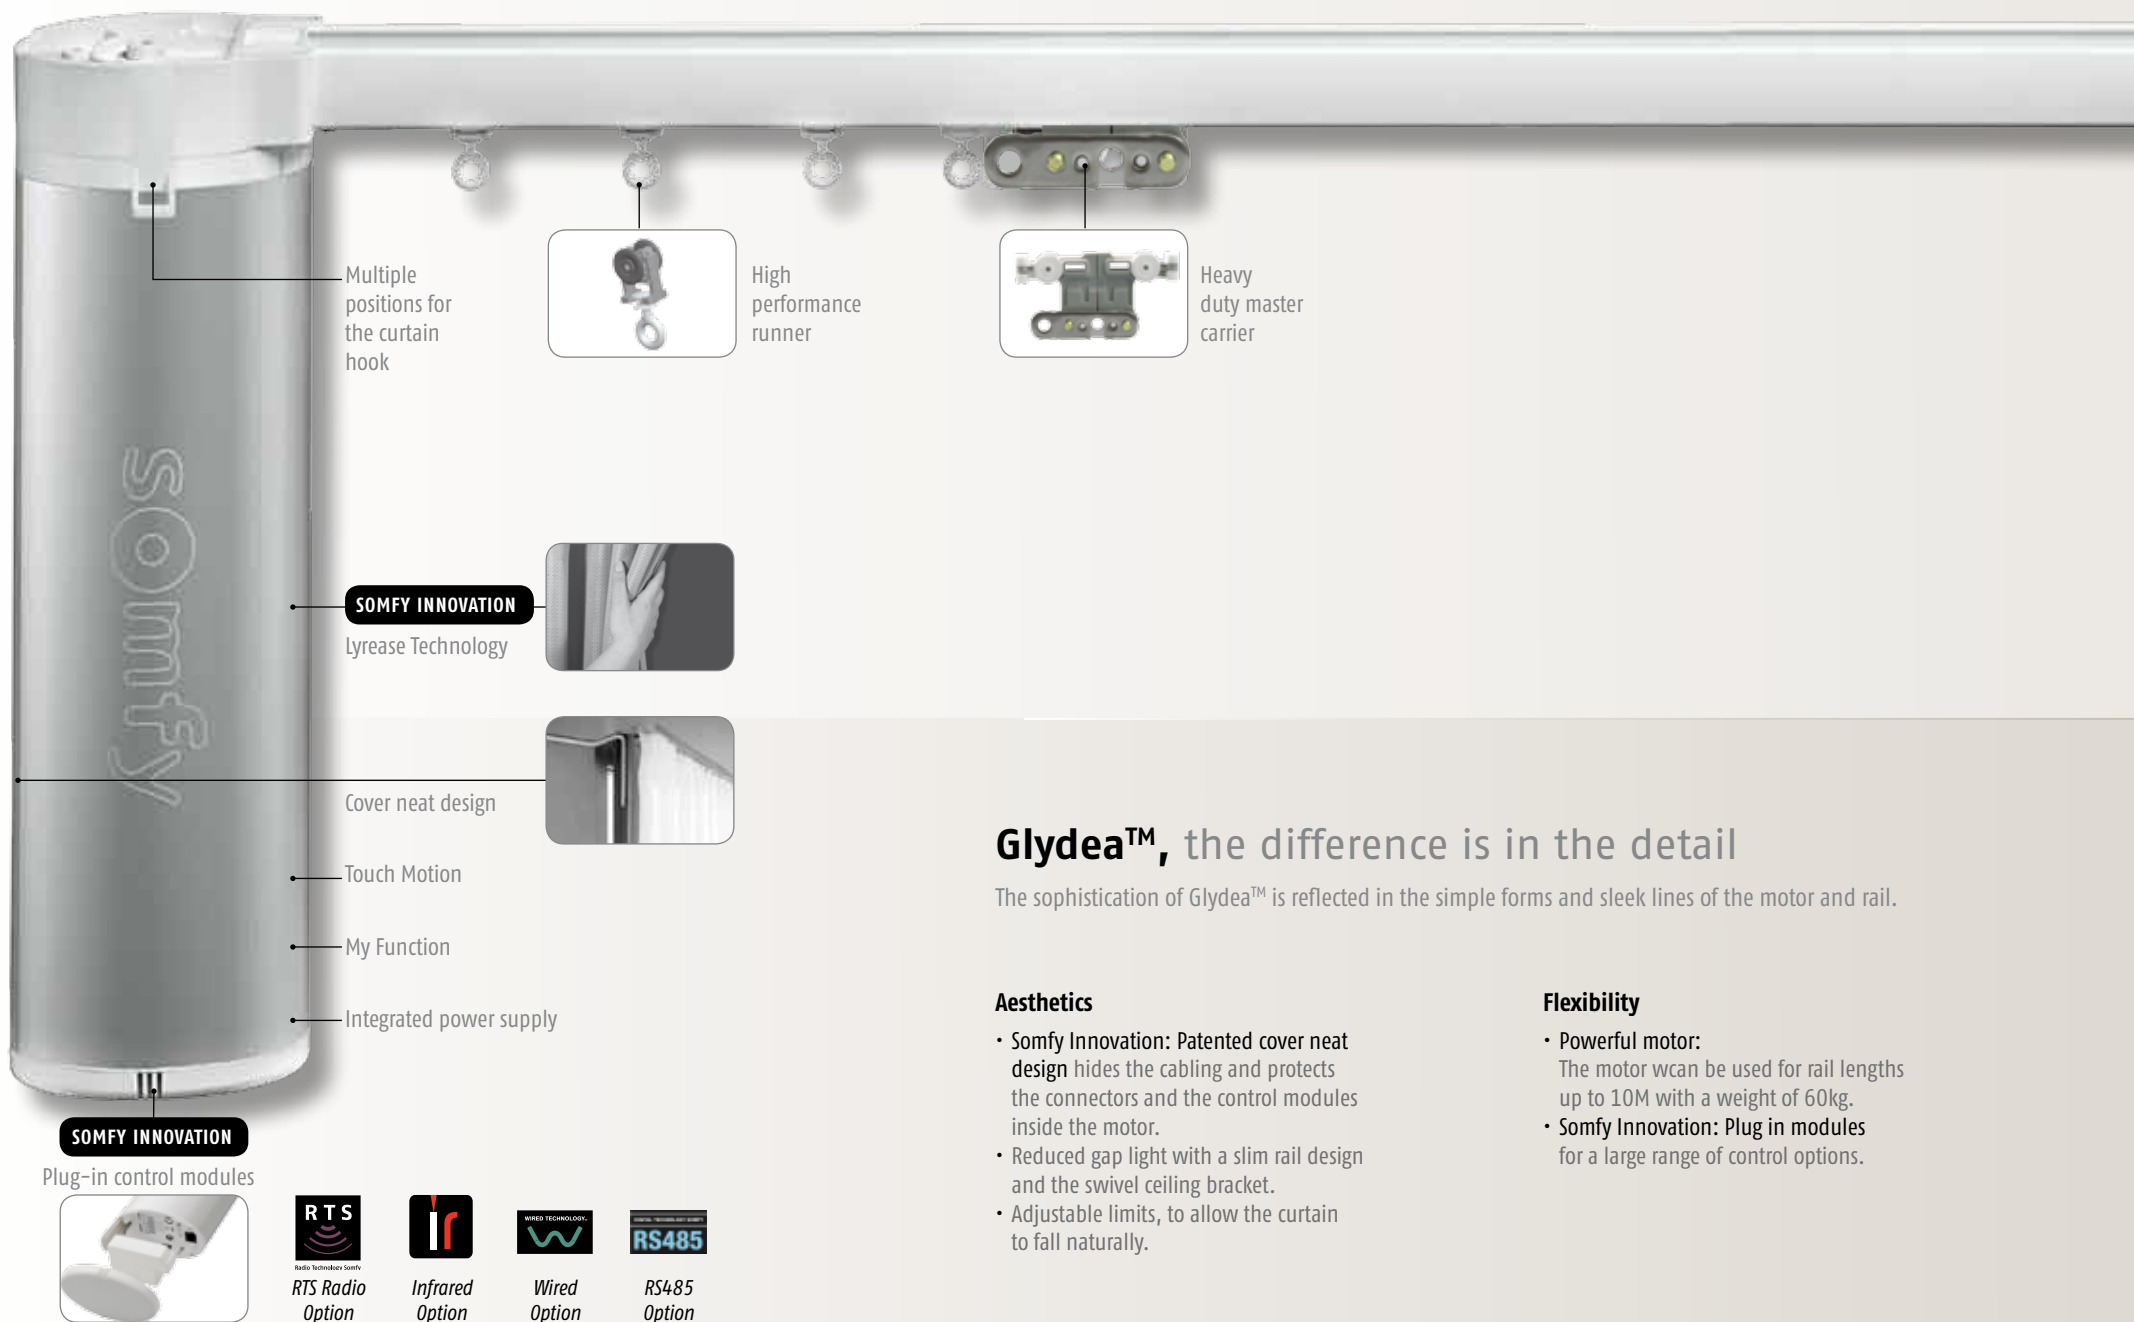 Multiple
positions for
the curtain
hook
High
performance
runner
Heavy
duty master
carrier
somfy
SOMFY INNOVATION
Lyrease Technology
Cover neat design
Touch Motion
My Function
Integrated power supply
SOMFY INNOVATION
Plug-in control modules
RTS
Radio Technology Somfy
RTS Radio
Option
ir
Infrared
Option
WIRED TECHNOLOGY
Wired
Option
RS485
RS485
Option
Glydea™, the difference is in the detail
The sophistication of Glydea™ is reflected in the simple forms and sleek lines of the motor and rail.
Aesthetics
· Somfy Innovation: Patented cover neat
design hides the cabling and protects
the connectors and the control modules
inside the motor.
· Reduced gap light with a slim rail design
and the swivel ceiling bracket.
· Adjustable limits, to allow the curtain
to fall naturally.
Flexibility
· Powerful motor:
The motor wcan be used for rail lengths
up to 10M with a weight of 60kg.
· Somfy Innovation: Plug in modules
for a large range of control options.